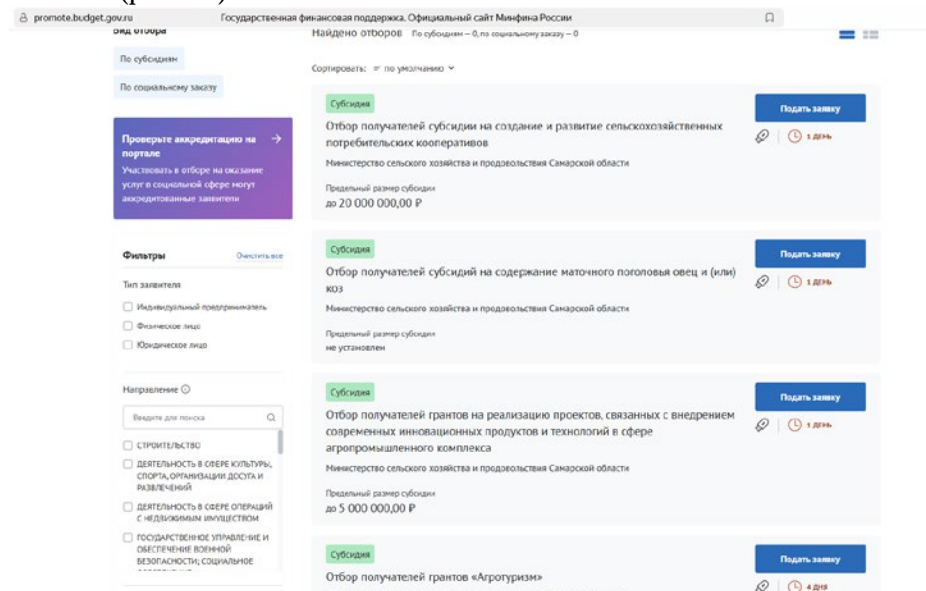 promote.budget.gov.ru
Государственная финансовая поддержка. Официальный сайт Минфина России
Вид отбора
По субсидиям
По социальному заказу
Проверьте аккредитацию на →
портале
Участвовать в отборе на оказание
услуг в социальной сфере могут
аккредитованные заявители
Фильтры
Очистить все
Тип заявителя
Индивидуальный предприниматель
Физическое лицо
Юридическое лицо
Направление
Введите для поиска
СТРОИТЕЛЬСТВО
ДЕЯТЕЛЬНОСТЬ В СФЕРЕ КУЛЬТУРЫ,
СПОРТА, ОРГАНИЗАЦИИ ДОСУГА И
РАЗВЛЕЧЕНИЙ
ДЕЯТЕЛЬНОСТЬ В СФЕРЕ ОПЕРАЦИЙ
С НЕДВИЖИМЫМ ИМУЩЕСТВОМ
ГОСУДАРСТВЕННОЕ УПРАВЛЕНИЕ И
ОБЕСПЕЧЕНИЕ ВОЕННОЙ
БЕЗОПАСНОСТИ; СОЦИАЛЬНОЕ
Найдено отборов По субсидиям – 0, по социальному заказу – 0
Сортировать: по умолчанию
Субсидия
Отбор получателей субсидии на создание и развитие сельскохозяйственных
потребительских кооперативов
Министерство сельского хозяйства и продовольствия Самарской области
Предельный размер субсидии
до 20 000 000,00 ₽
Подать заявку
1 ДЕНЬ
Субсидия
Отбор получателей субсидий на содержание маточного поголовья овец и (или)
коз
Министерство сельского хозяйства и продовольствия Самарской области
Предельный размер субсидии
не установлен
Подать заявку
1 ДЕНЬ
Субсидия
Отбор получателей грантов на реализацию проектов, связанных с внедрением
современных инновационных продуктов и технологий в сфере
агропромышленного комплекса
Министерство сельского хозяйства и продовольствия Самарской области
Предельный размер субсидии
до 5 000 000,00 ₽
Подать заявку
1 ДЕНЬ
Субсидия
Отбор получателей грантов «Агротуризм»
Подать заявку
4 ДНЯ